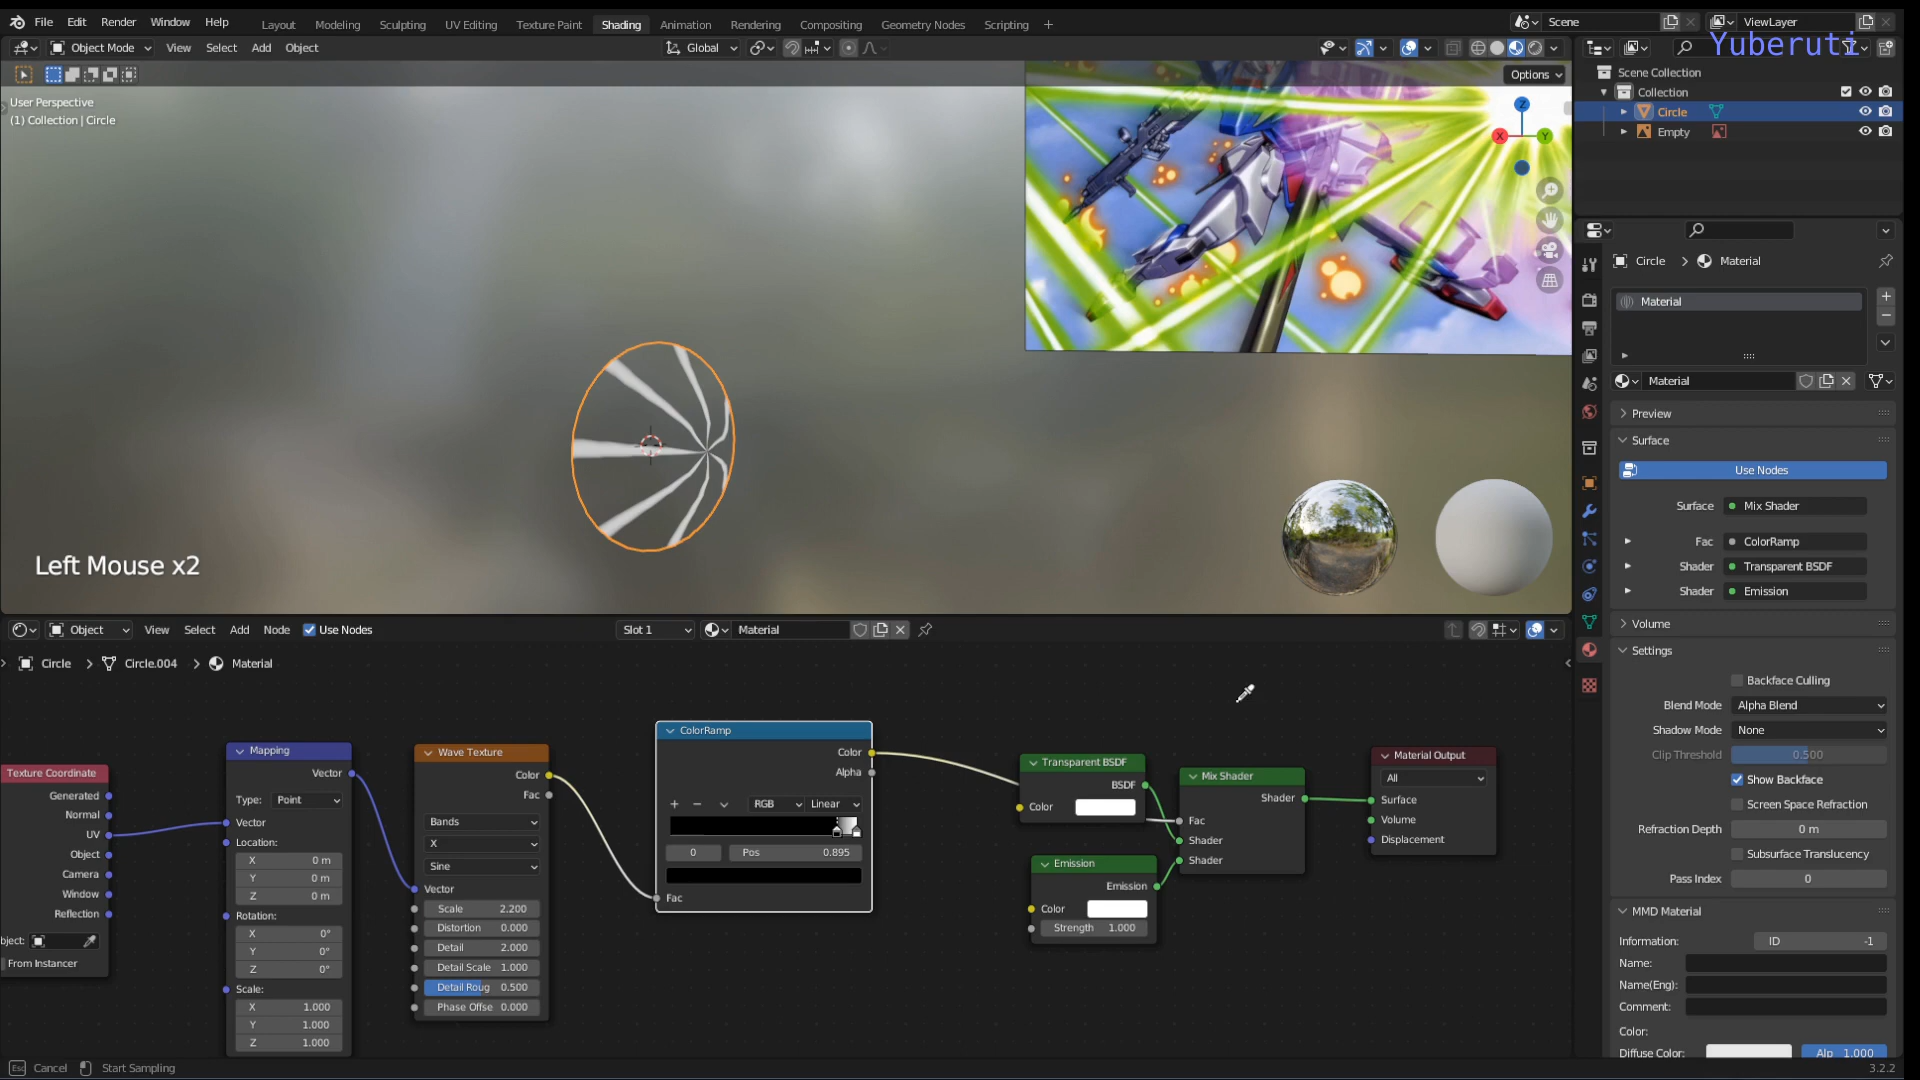 File Edit Render Window Help
Layout Modeling Sculpting UV Editing Texture Paint Shading Animation Rendering Compositing Geometry Nodes Scripting +
Scene
ViewLayer
Yuberuti
Object Mode View Select Add Object
Global
Options
User Perspective
(1) Collection | Circle
Z
X
Y
Left Mouse x2
Scene Collection
Collection
Circle
Empty
Circle > Material
Material
Material
Preview
Surface
Use Nodes
Surface Mix Shader
Fac ColorRamp
Shader Transparent BSDF
Shader Emission
Volume
Settings
Backface Culling
Blend Mode Alpha Blend
Shadow Mode None
Clip Threshold 0.500
Show Backface
Screen Space Refraction
Refraction Depth 0 m
Subsurface Translucency
Pass Index 0
MMD Material
Information: ID -1
Name:
Name(Eng):
Comment:
Color:
Diffuse Color: Alp 1.000
Object View Select Add Node Use Nodes
Slot 1
Material
Circle > Circle.004 > Material
Texture Coordinate
Generated
Normal
UV
Object
Camera
Window
Reflection
bject:
From Instancer
Mapping
Vector
Type: Point
Vector
Location:
X 0 m
Y 0 m
Z 0 m
Rotation:
X 0°
Y 0°
Z 0°
Scale:
X 1.000
Y 1.000
Z 1.000
Wave Texture
Color
Fac
Bands
X
Sine
Vector
Scale 2.200
Distortion 0.000
Detail 2.000
Detail Scale 1.000
Detail Roug 0.500
Phase Offse 0.000
ColorRamp
Color
Alpha
+ − RGB Linear
0 Pos 0.895
Fac
Transparent BSDF
BSDF
Color
Emission
Emission
Color
Strength 1.000
Mix Shader
Shader
Fac
Shader
Shader
Material Output
All
Surface
Volume
Displacement
Esc Cancel Start Sampling
3.2.2